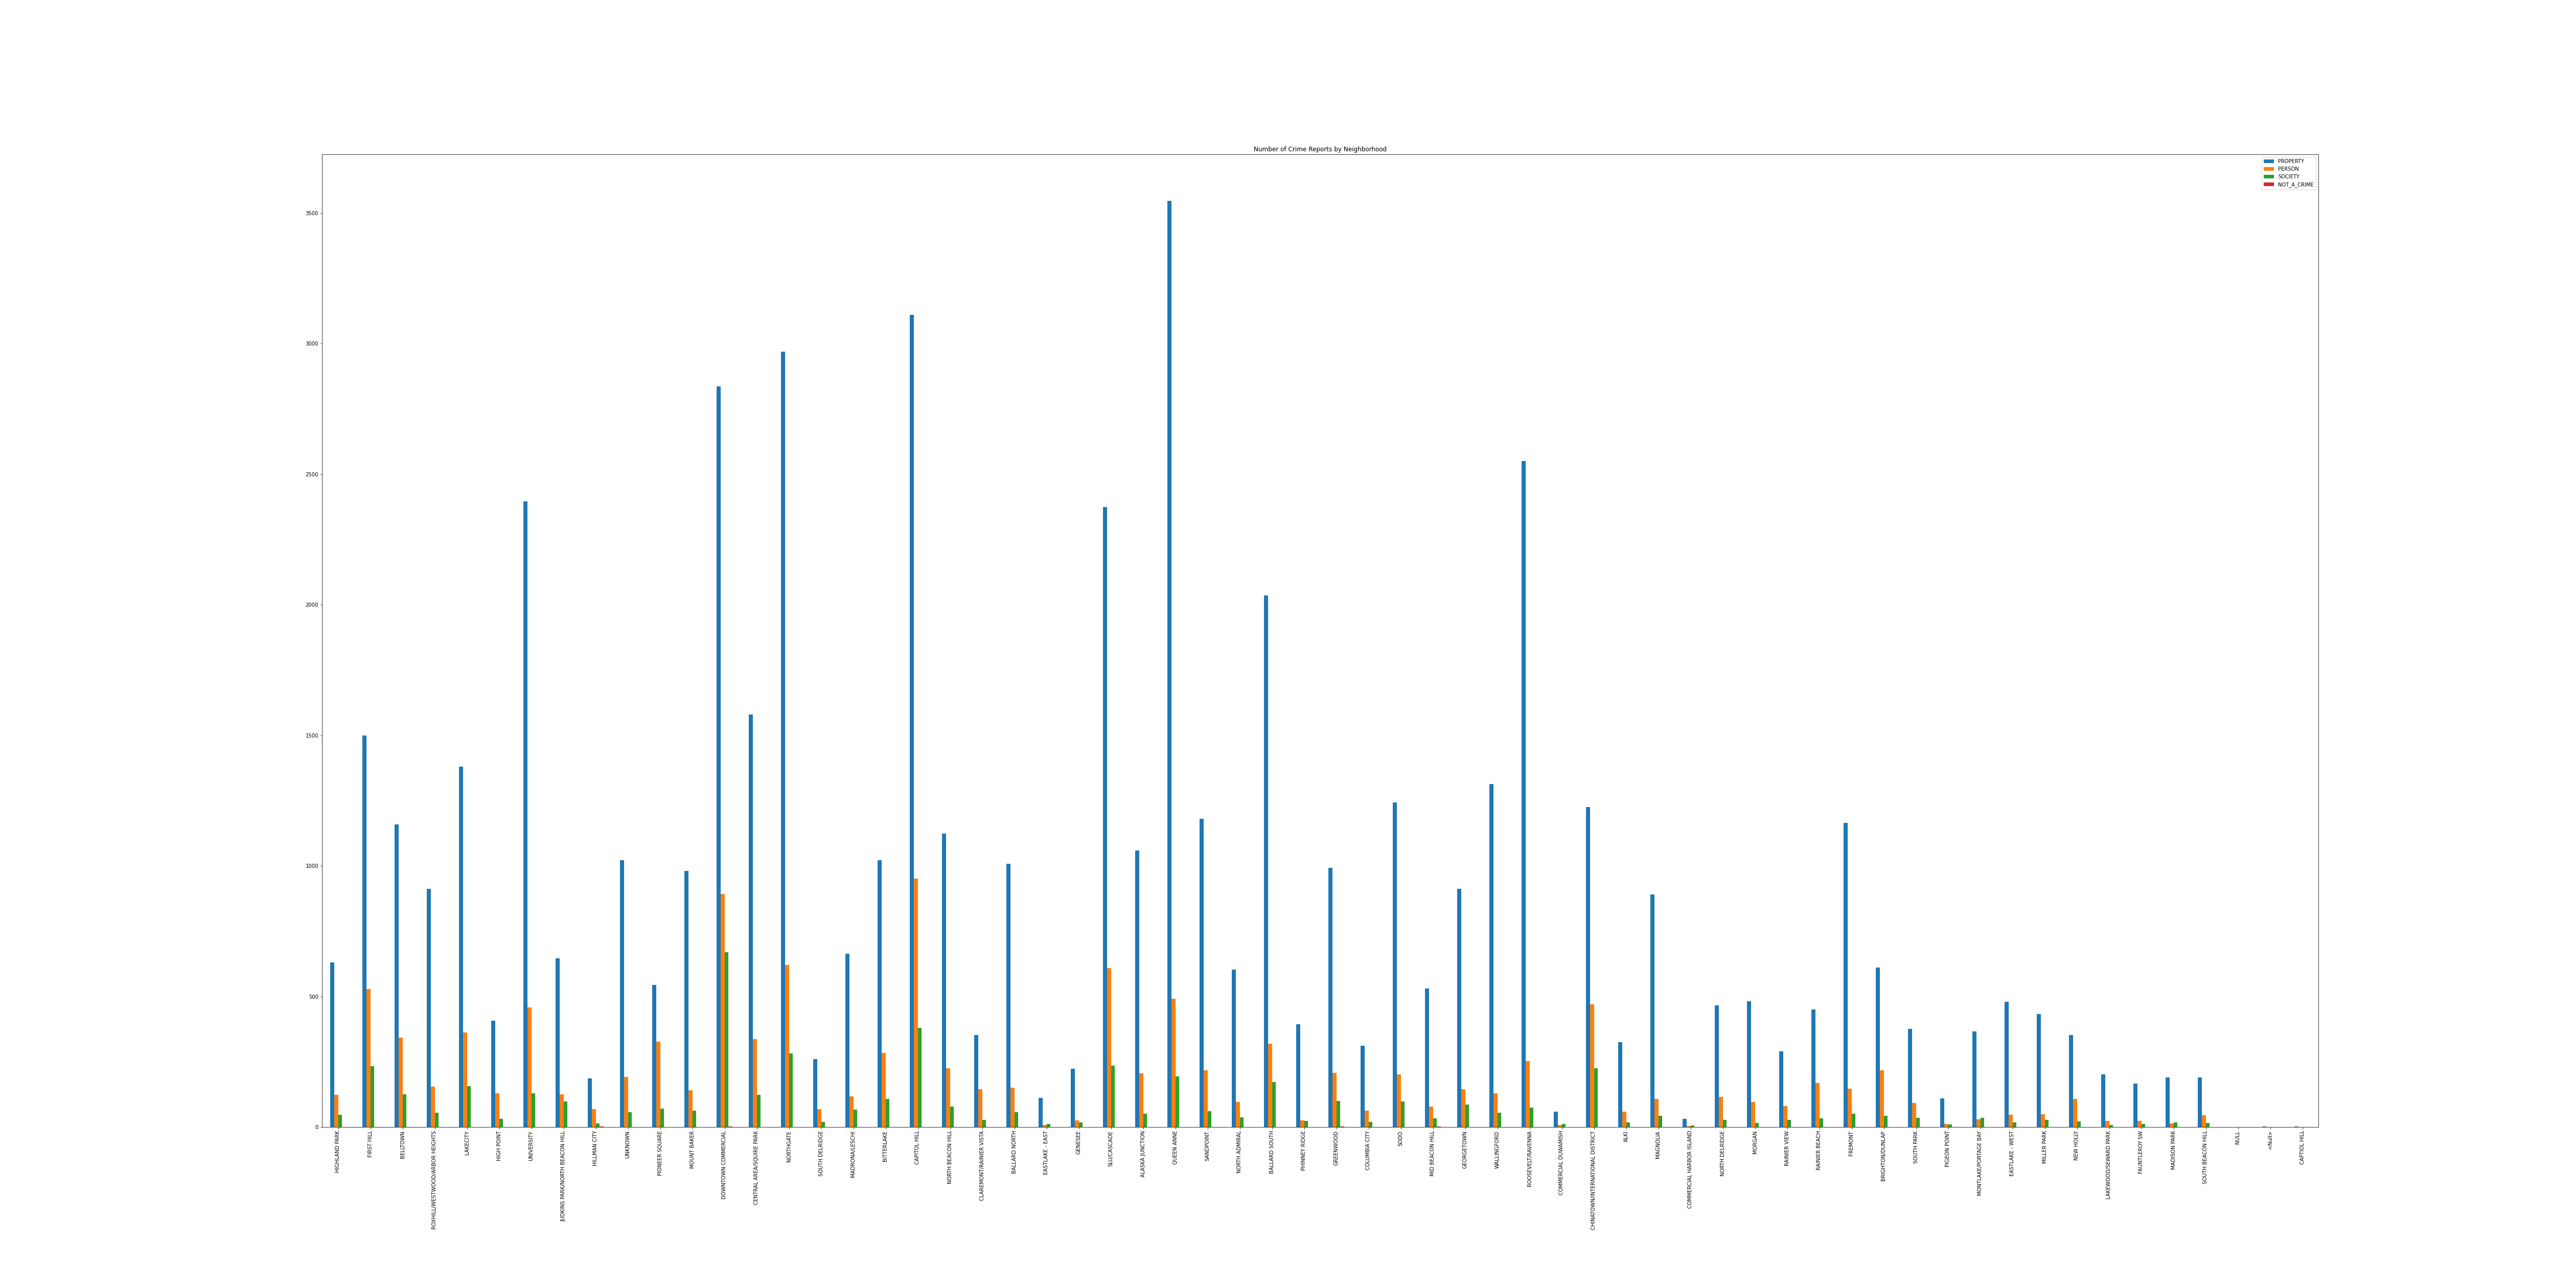 Number of Crime Reports by Neighborhood
PROPERTY
PERSON
SOCIETY
NOT_A_CRIME
3500
3000
2500
2000
1500
1000
500
0
HIGHLAND PARK
FIRST HILL
BELLTOWN
ROXHILL/WESTWOOD/ARBOR HEIGHTS
LAKECITY
HIGH POINT
UNIVERSITY
JUDKINS PARK/NORTH BEACON HILL
HILLMAN CITY
UNKNOWN
PIONEER SQUARE
MOUNT BAKER
DOWNTOWN COMMERCIAL
CENTRAL AREA/SQUIRE PARK
NORTHGATE
SOUTH DELRIDGE
MADRONA/LESCHI
BITTERLAKE
CAPITOL HILL
NORTH BEACON HILL
CLAREMONT/RAINIER VISTA
BALLARD NORTH
EASTLAKE - EAST
GENESEE
SLU/CASCADE
ALASKA JUNCTION
QUEEN ANNE
SANDPOINT
NORTH ADMIRAL
BALLARD SOUTH
PHINNEY RIDGE
GREENWOOD
COLUMBIA CITY
SODO
MID BEACON HILL
GEORGETOWN
WALLINGFORD
ROOSEVELT/RAVENNA
COMMERCIAL DUWAMISH
CHINATOWN/INTERNATIONAL DISTRICT
ALKI
MAGNOLIA
COMMERCIAL HARBOR ISLAND
NORTH DELRIDGE
MORGAN
RAINIER VIEW
RAINIER BEACH
FREMONT
BRIGHTON/DUNLAP
SOUTH PARK
PIGEON POINT
MONTLAKE/PORTAGE BAY
EASTLAKE - WEST
MILLER PARK
NEW HOLLY
LAKEWOOD/SEWARD PARK
FAUNTLEROY SW
MADISON PARK
SOUTH BEACON HILL
NULL
<Null>
CAPTIOL HILL